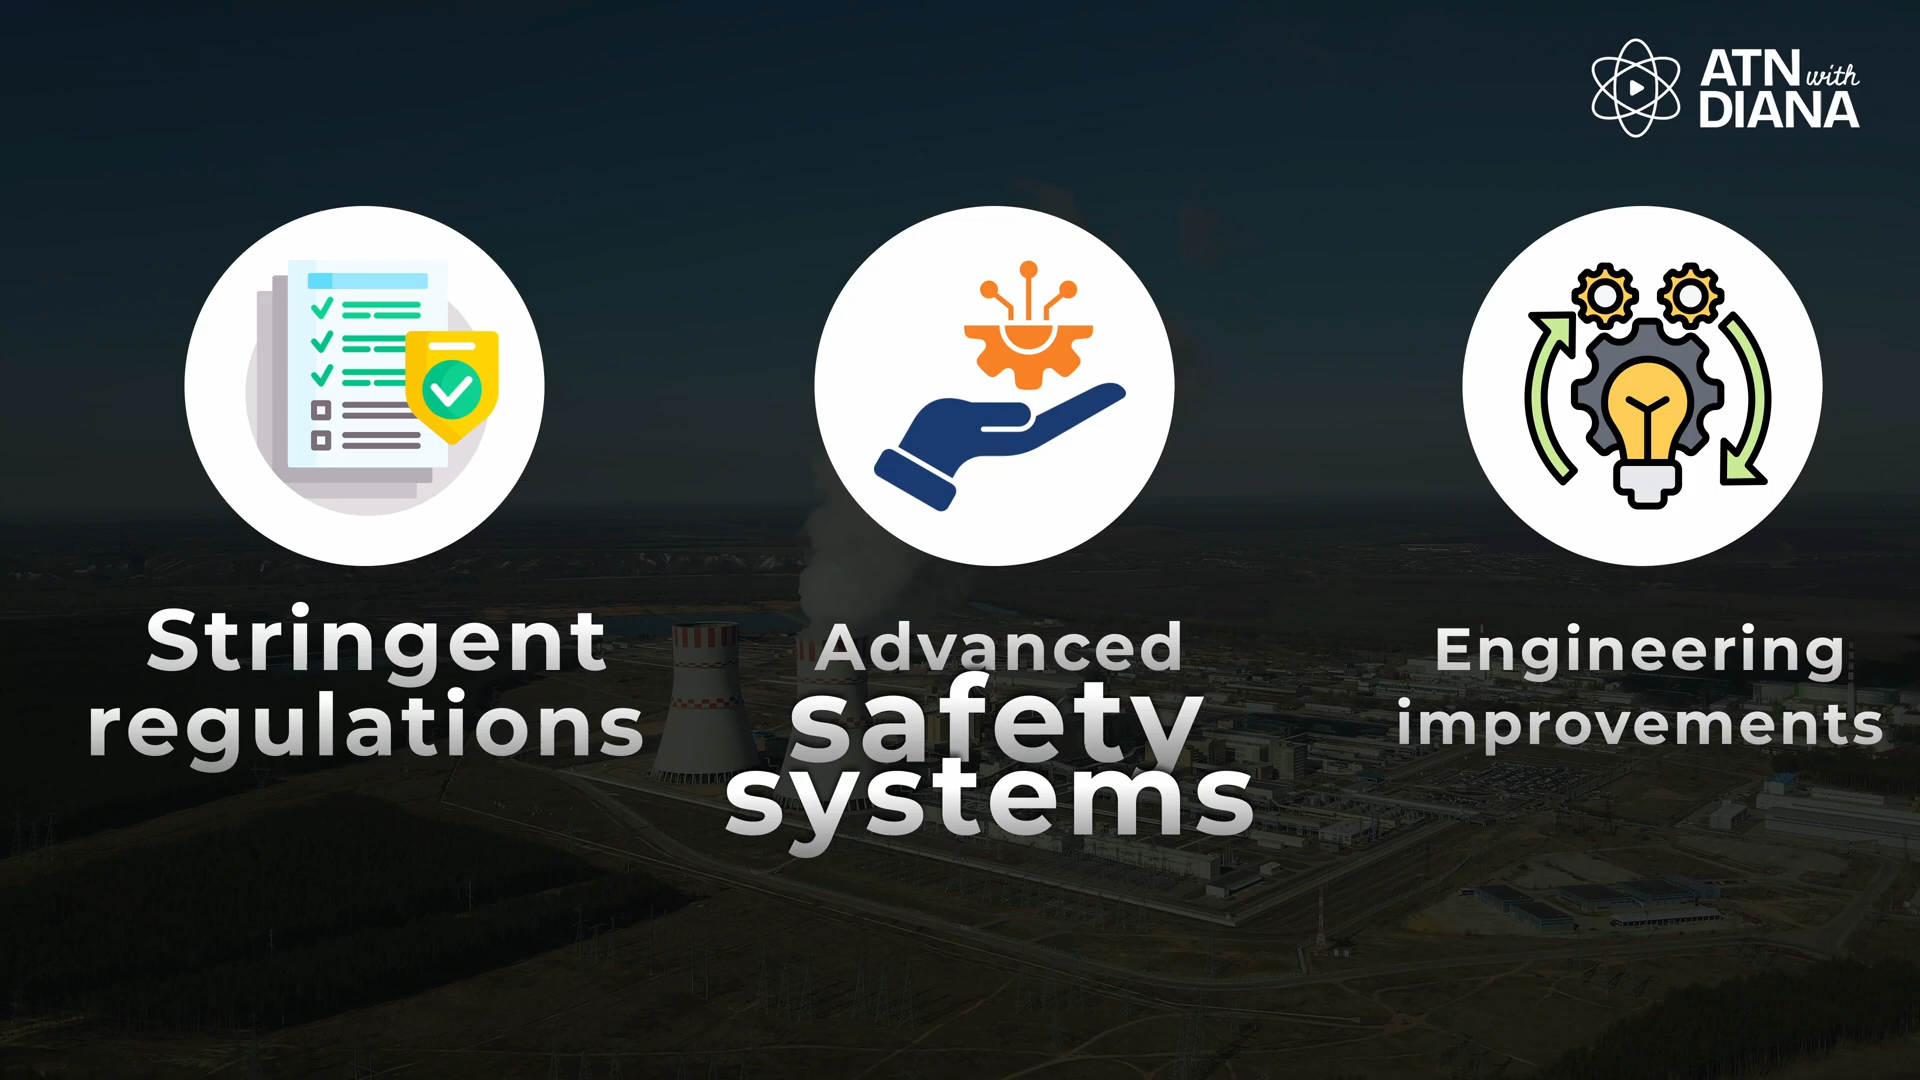 ATN with
DIANA
Stringent
regulations
Advanced
safety
systems
Engineering
improvements